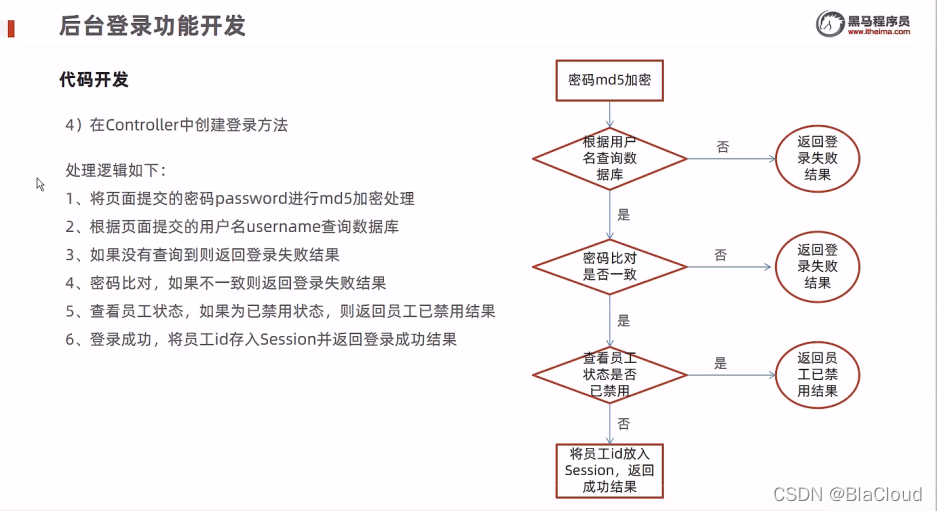 后台登录功能开发
黑马程序员
www.itheima.com
代码开发
4）在Controller中创建登录方法
处理逻辑如下：
1、将页面提交的密码password进行md5加密处理
2、根据页面提交的用户名username查询数据库
3、如果没有查询到则返回登录失败结果
4、密码比对，如果不一致则返回登录失败结果
5、查看员工状态，如果为已禁用状态，则返回员工已禁用结果
6、登录成功，将员工id存入Session并返回登录成功结果
密码md5加密
根据用户
名查询数
据库
否
返回登
录失败
结果
是
密码比对
是否一致
否
返回登
录失败
结果
是
查看员工
状态是否
已禁用
是
返回员
工已禁
用结果
否
将员工id放入
Session，返回
成功结果
CSDN @BlaCloud